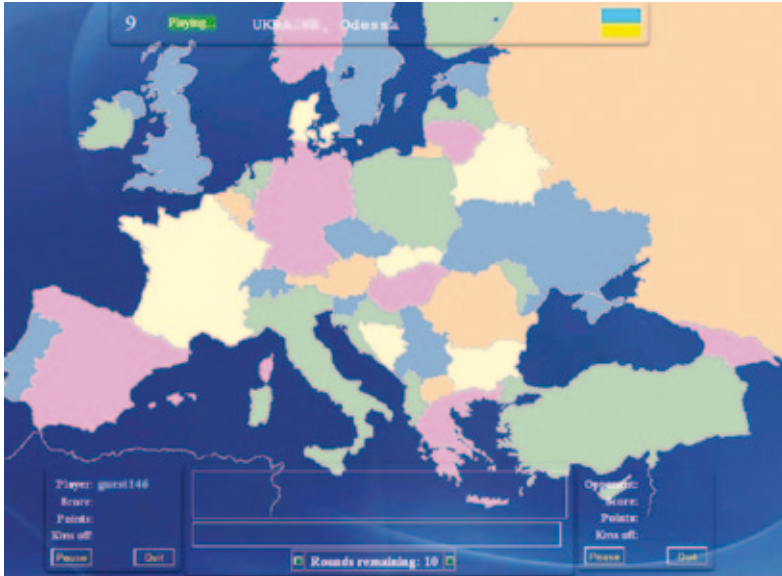 9 Playing... UKRAINE, Odessa
Player: guest146
Score:
Points:
Kms off:
Pause Quit
Rounds remaining: 10
Opponent:
Score:
Points:
Kms off:
Pause Quit